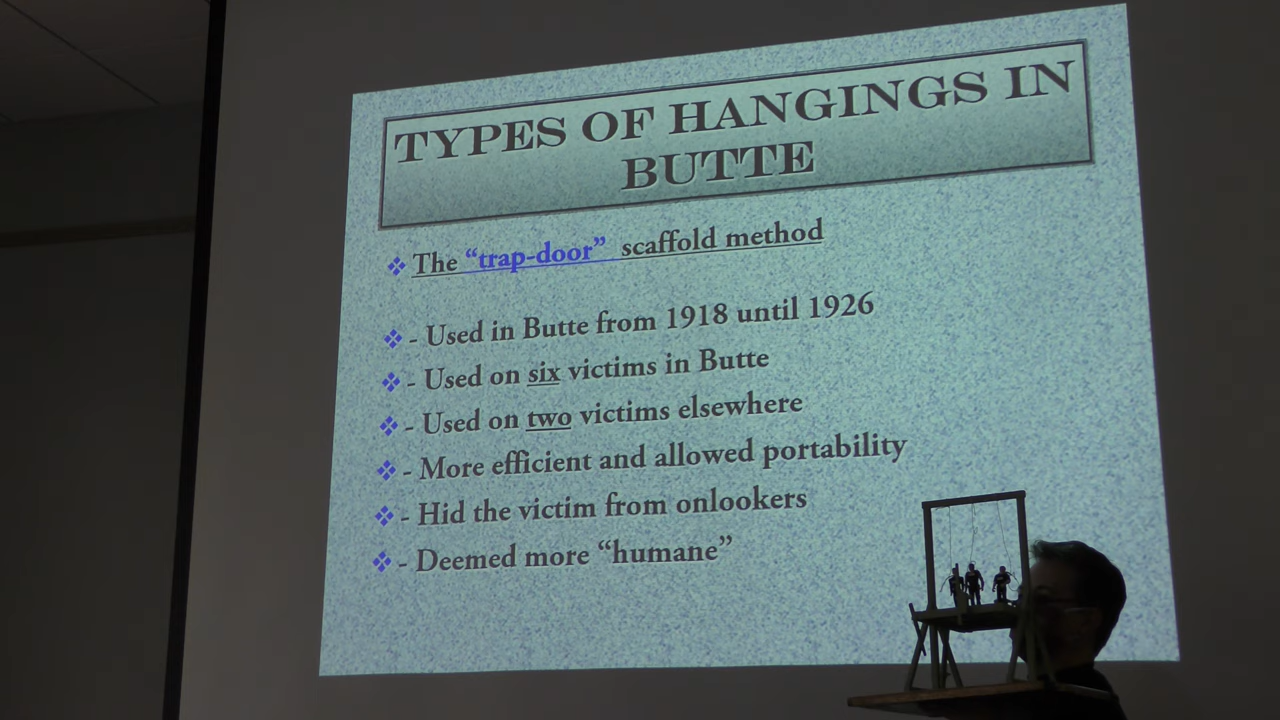 TYPES OF HANGINGS IN
BUTTE
❖ The “trap-door” scaffold method
❖ - Used in Butte from 1918 until 1926
❖ - Used on six victims in Butte
❖ - Used on two victims elsewhere
❖ - More efficient and allowed portability
❖ - Hid the victim from onlookers
❖ - Deemed more “humane”